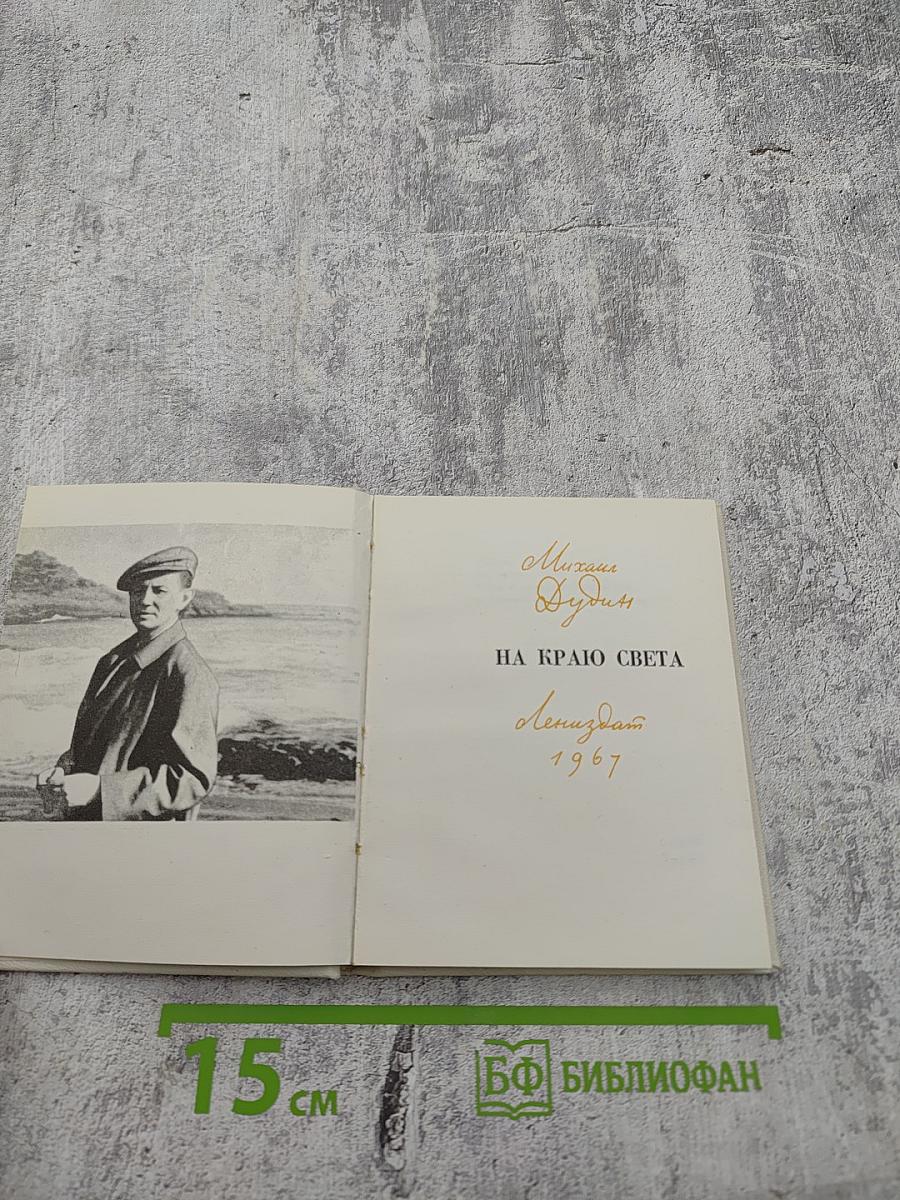 Михаил
Дудин
НА КРАЮ СВЕТА
Лениздат
1967
15 см
БФ БИБЛИОФАН